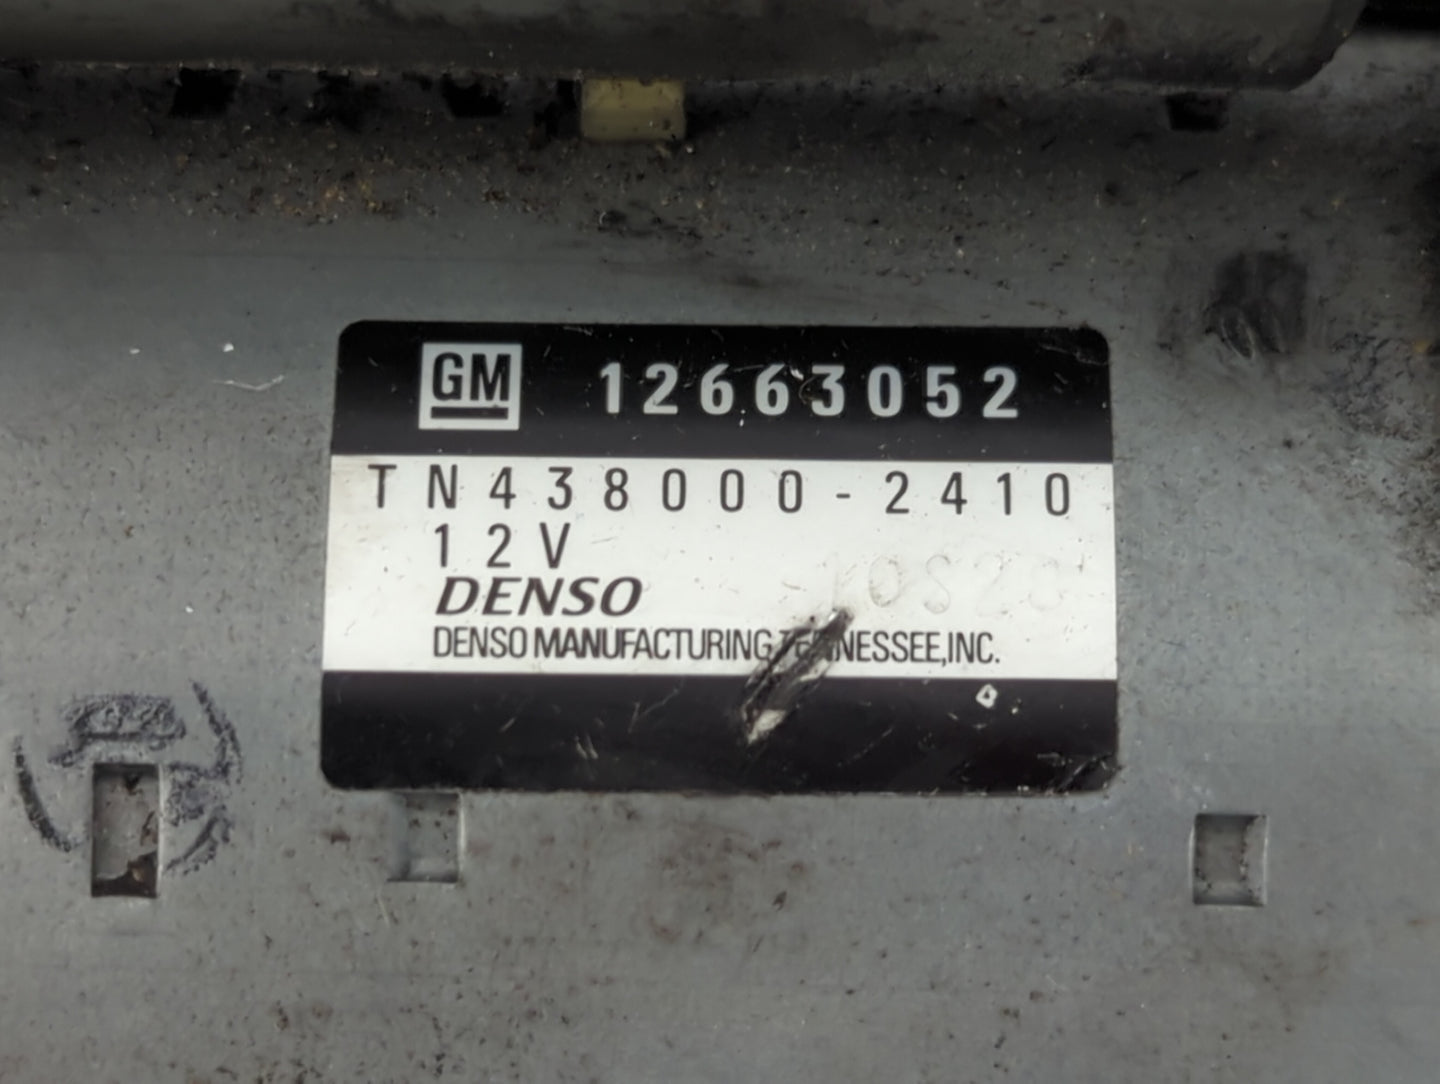 GM 12663052
TN438000-2410
12V
DENSO
DENSO MANUFACTURING TENNESSEE, INC.